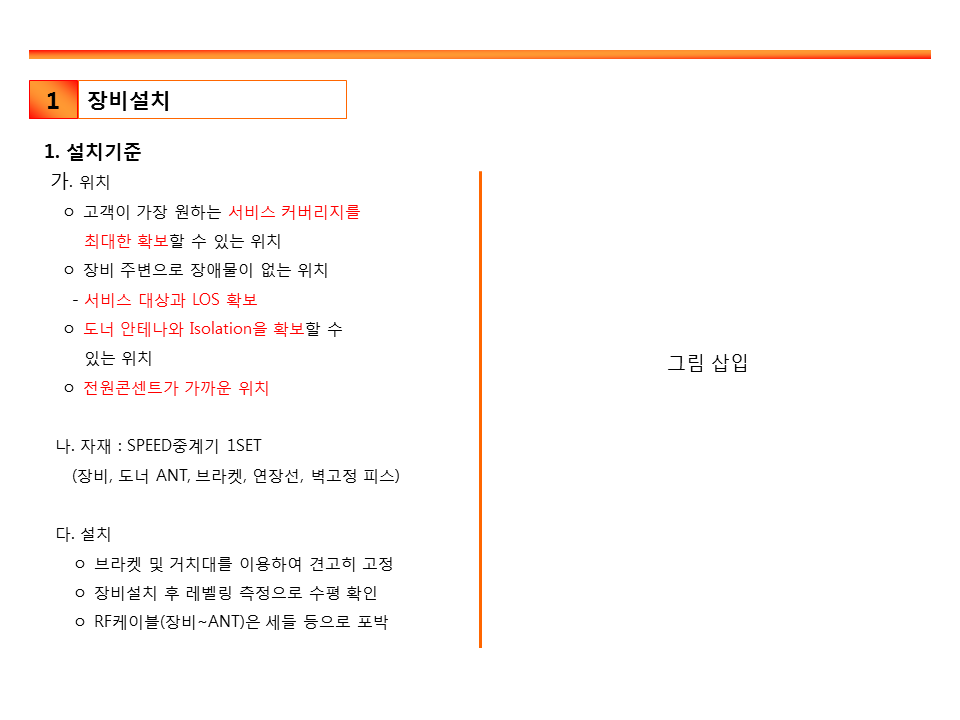 1 장비설치
1. 설치기준
가. 위치
ㅇ 고객이 가장 원하는 서비스 커버리지를
최대한 확보할 수 있는 위치
ㅇ 장비 주변으로 장애물이 없는 위치
- 서비스 대상과 LOS 확보
ㅇ 도너 안테나와 Isolation을 확보할 수
있는 위치
ㅇ 전원콘센트가 가까운 위치
나. 자재 : SPEED중계기 1SET
(장비, 도너 ANT, 브라켓, 연장선, 벽고정 피스)
다. 설치
ㅇ 브라켓 및 거치대를 이용하여 견고히 고정
ㅇ 장비설치 후 레벨링 측정으로 수평 확인
ㅇ RF케이블(장비~ANT)은 세들 등으로 포박
그림 삽입